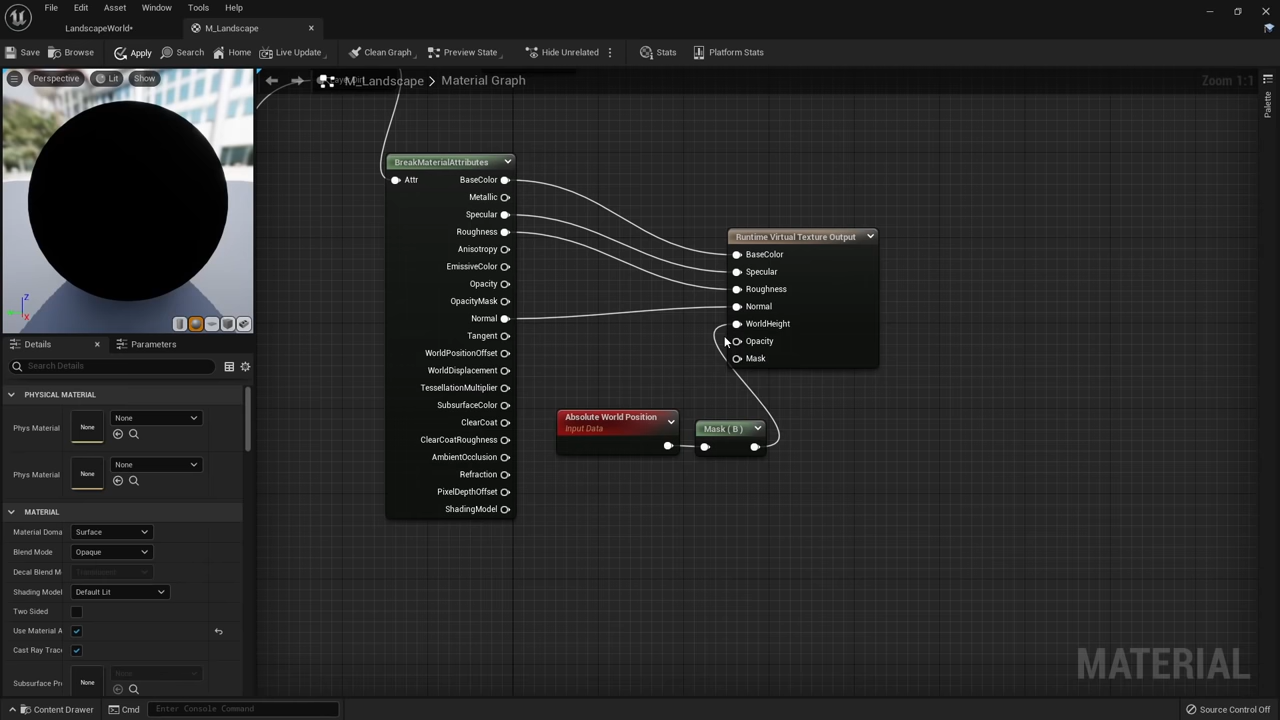 File Edit Asset Window Tools Help
LandscapeWorld* M_Landscape
Save Browse Apply Search Home Live Update Clean Graph Preview State Hide Unrelated Stats Platform Stats
Perspective Lit Show
M_Landscape > Material Graph Zoom 1:1
Palette
BreakMaterialAttributes
Attr BaseColor
Metallic
Specular
Roughness
Anisotropy
EmissiveColor
Opacity
OpacityMask
Normal
Tangent
WorldPositionOffset
WorldDisplacement
TessellationMultiplier
SubsurfaceColor
ClearCoat
ClearCoatRoughness
AmbientOcclusion
Refraction
PixelDepthOffset
ShadingModel
Runtime Virtual Texture Output
BaseColor
Specular
Roughness
Normal
WorldHeight
Opacity
Mask
Absolute World Position
Input Data
Mask ( B )
Z
X
Details Parameters
Search Details
PHYSICAL MATERIAL
Phys Material None None
Phys Material None None
MATERIAL
Material Doma Surface
Blend Mode Opaque
Decal Blend M Translucent
Shading Model Default Lit
Two Sided
Use Material A
Cast Ray Trace
Subsurface Pr None None
MATERIAL
Content Drawer Cmd Enter Console Command Source Control Off